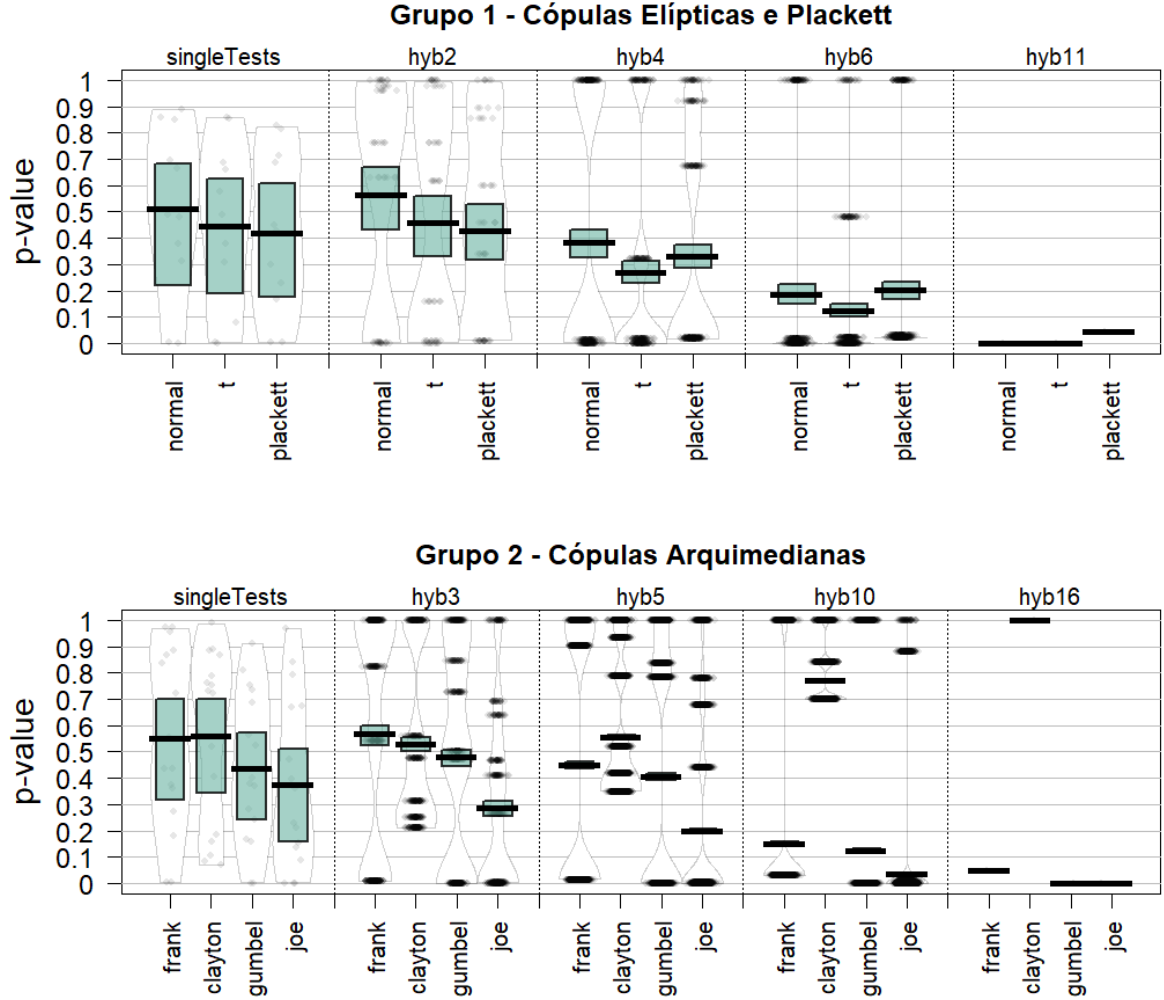 Grupo 1 - Cópulas Elípticas e Plackett
singleTests hyb2 hyb4 hyb6 hyb11
p-value
1
0.9
0.8
0.7
0.6
0.5
0.4
0.3
0.2
0.1
0
normal t plackett normal t plackett normal t plackett normal t plackett normal t plackett
Grupo 2 - Cópulas Arquimedianas
singleTests hyb3 hyb5 hyb10 hyb16
p-value
1
0.9
0.8
0.7
0.6
0.5
0.4
0.3
0.2
0.1
0
frank clayton gumbel joe frank clayton gumbel joe frank clayton gumbel joe frank clayton gumbel joe frank clayton gumbel joe